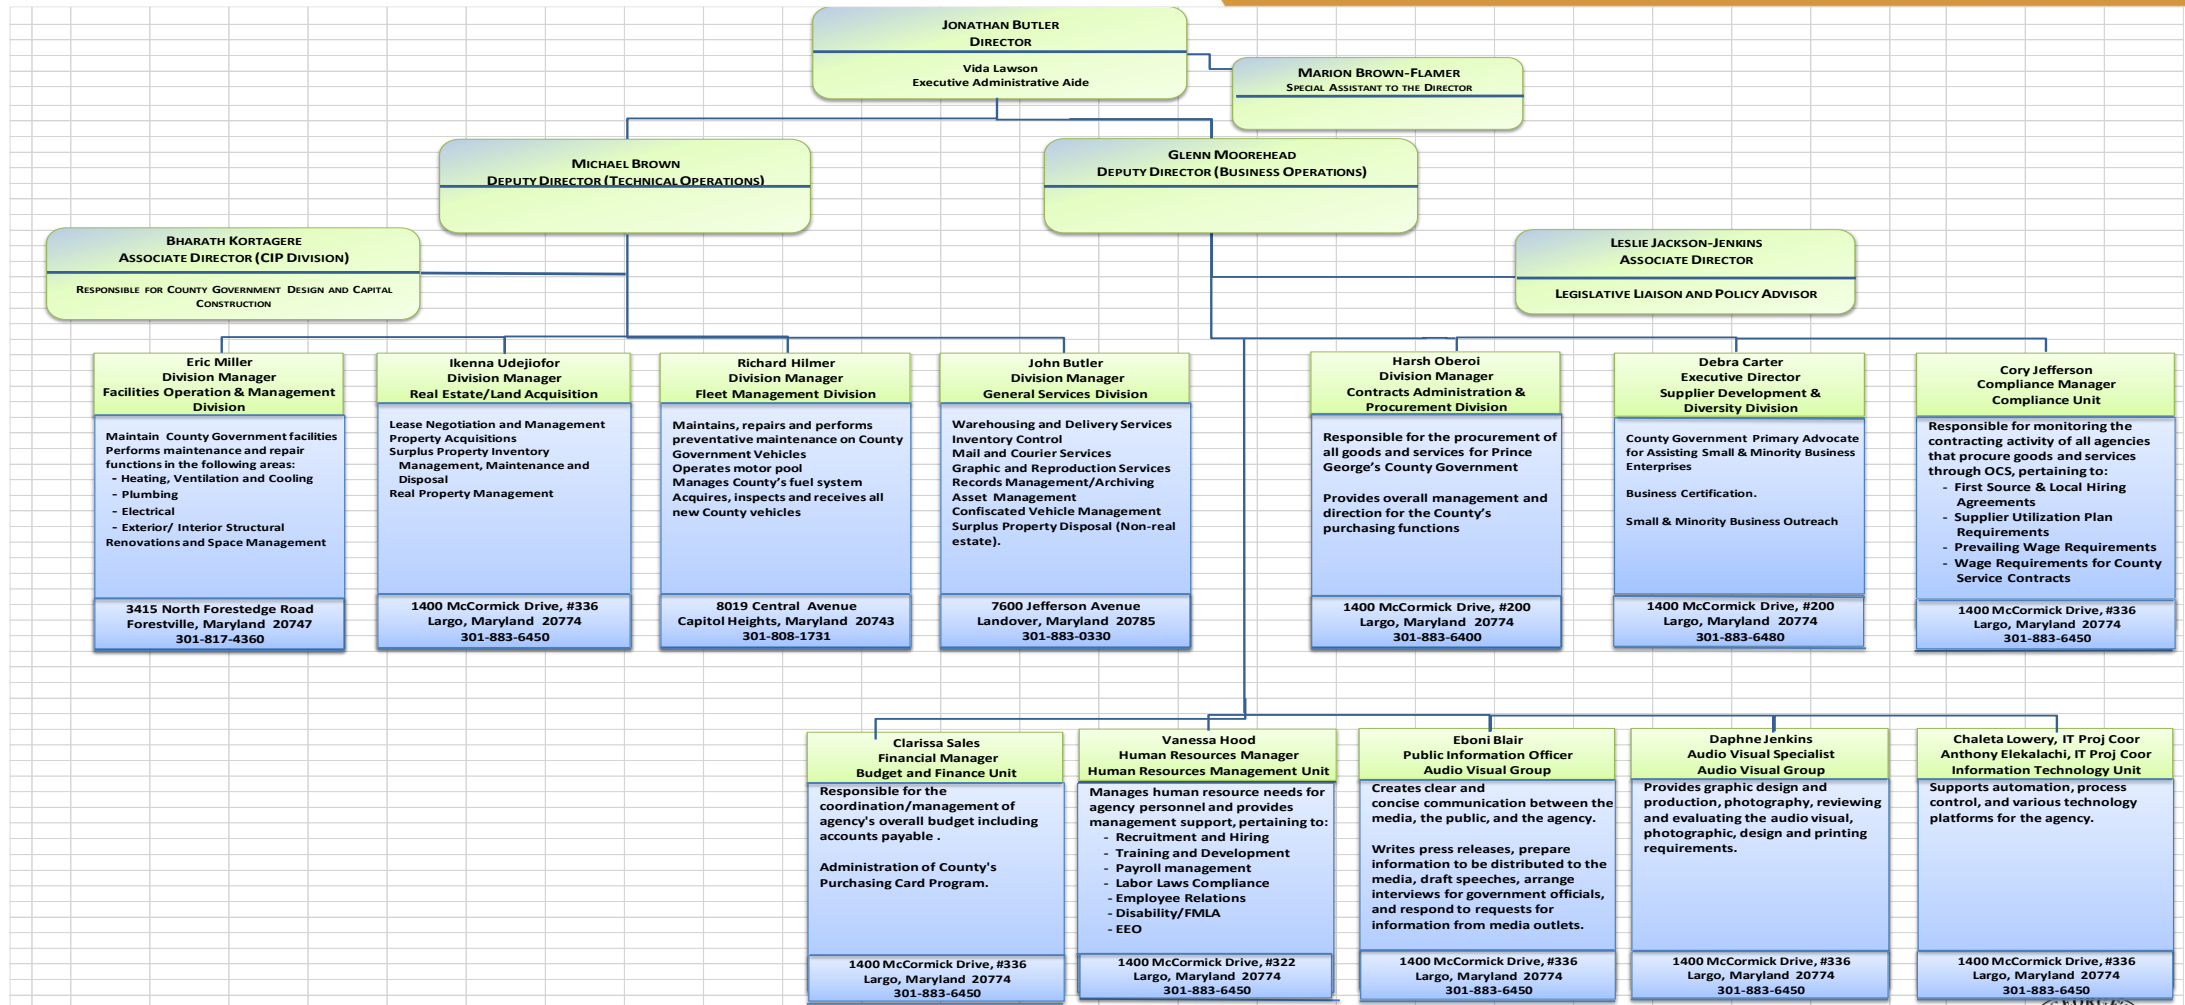 JONATHAN BUTLER
DIRECTOR
Vida Lawson
Executive Administrative Aide
MARION BROWN-FLAMER
SPECIAL ASSISTANT TO THE DIRECTOR
MICHAEL BROWN
DEPUTY DIRECTOR (TECHNICAL OPERATIONS)
GLENN MOOREHEAD
DEPUTY DIRECTOR (BUSINESS OPERATIONS)
BHARATH KORTAGERE
ASSOCIATE DIRECTOR (CIP DIVISION)
RESPONSIBLE FOR COUNTY GOVERNMENT DESIGN AND CAPITAL
CONSTRUCTION
LESLIE JACKSON-JENKINS
ASSOCIATE DIRECTOR
LEGISLATIVE LIAISON AND POLICY ADVISOR
Eric Miller
Division Manager
Facilities Operation & Management
Division
Maintain County Government facilities
Performs maintenance and repair
functions in the following areas:
- Heating, Ventilation and Cooling
- Plumbing
- Electrical
- Exterior/ Interior Structural
Renovations and Space Management
3415 North Forestedge Road
Forestville, Maryland 20747
301-817-4360
Ikenna Udejiofor
Division Manager
Real Estate/Land Acquisition
Lease Negotiation and Management
Property Acquisitions
Surplus Property Inventory
Management, Maintenance and
Disposal
Real Property Management
1400 McCormick Drive, #336
Largo, Maryland 20774
301-883-6450
Richard Hilmer
Division Manager
Fleet Management Division
Maintains, repairs and performs
preventative maintenance on County
Government Vehicles
Operates motor pool
Manages County’s fuel system
Acquires, inspects and receives all
new County vehicles
8019 Central Avenue
Capitol Heights, Maryland 20743
301-808-1731
John Butler
Division Manager
General Services Division
Warehousing and Delivery Services
Inventory Control
Mail and Courier Services
Graphic and Reproduction Services
Records Management/Archiving
Asset Management
Confiscated Vehicle Management
Surplus Property Disposal (Non-real
estate).
7600 Jefferson Avenue
Landover, Maryland 20785
301-883-0330
Harsh Oberoi
Division Manager
Contracts Administration &
Procurement Division
Responsible for the procurement of
all goods and services for Prince
George’s County Government
Provides overall management and
direction for the County’s
purchasing functions
1400 McCormick Drive, #200
Largo, Maryland 20774
301-883-6400
Debra Carter
Executive Director
Supplier Development &
Diversity Division
County Government Primary Advocate
for Assisting Small & Minority Business
Enterprises
Business Certification.
Small & Minority Business Outreach
1400 McCormick Drive, #200
Largo, Maryland 20774
301-883-6480
Cory Jefferson
Compliance Manager
Compliance Unit
Responsible for monitoring the
contracting activity of all agencies
that procure goods and services
through OCS, pertaining to:
- First Source & Local Hiring
Agreements
- Supplier Utilization Plan
Requirements
- Prevailing Wage Requirements
- Wage Requirements for County
Service Contracts
1400 McCormick Drive, #336
Largo, Maryland 20774
301-883-6450
Clarissa Sales
Financial Manager
Budget and Finance Unit
Responsible for the
coordination/management of
agency's overall budget including
accounts payable .
Administration of County's
Purchasing Card Program.
1400 McCormick Drive, #336
Largo, Maryland 20774
301-883-6450
Vanessa Hood
Human Resources Manager
Human Resources Management Unit
Manages human resource needs for
agency personnel and provides
management support, pertaining to:
- Recruitment and Hiring
- Training and Development
- Payroll management
- Labor Laws Compliance
- Employee Relations
- Disability/FMLA
- EEO
1400 McCormick Drive, #322
Largo, Maryland 20774
301-883-6450
Eboni Blair
Public Information Officer
Audio Visual Group
Creates clear and
concise communication between the
media, the public, and the agency.
Writes press releases, prepare
information to be distributed to the
media, draft speeches, arrange
interviews for government officials,
and respond to requests for
information from media outlets.
1400 McCormick Drive, #336
Largo, Maryland 20774
301-883-6450
Daphne Jenkins
Audio Visual Specialist
Audio Visual Group
Provides graphic design and
production, photography, reviewing
and evaluating the audio visual,
photographic, design and printing
requirements.
1400 McCormick Drive, #336
Largo, Maryland 20774
301-883-6450
Chaleta Lowery, IT Proj Coor
Anthony Elekalachi, IT Proj Coor
Information Technology Unit
Supports automation, process
control, and various technology
platforms for the agency.
1400 McCormick Drive, #336
Largo, Maryland 20774
301-883-6450